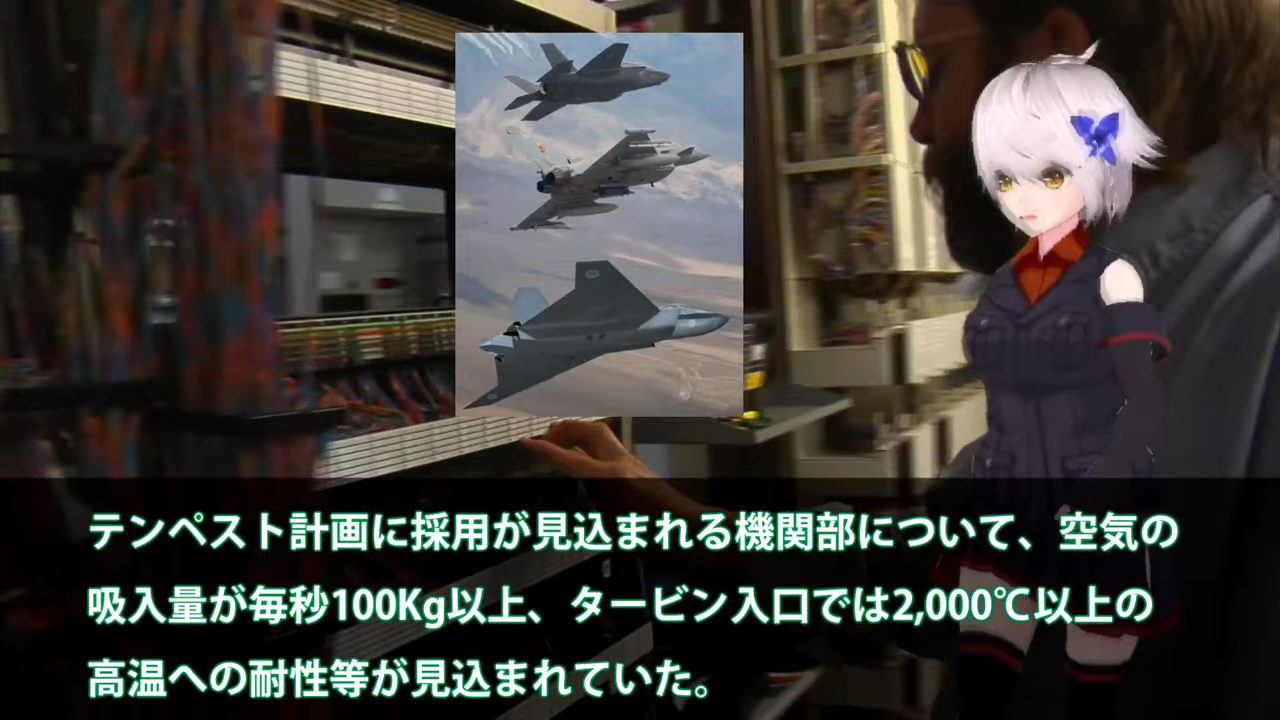 テンペスト計画に採用が見込まれる機関部について、空気の
吸入量が毎秒100Kg以上、タービン入口では2,000℃以上の
高温への耐性等が見込まれていた。